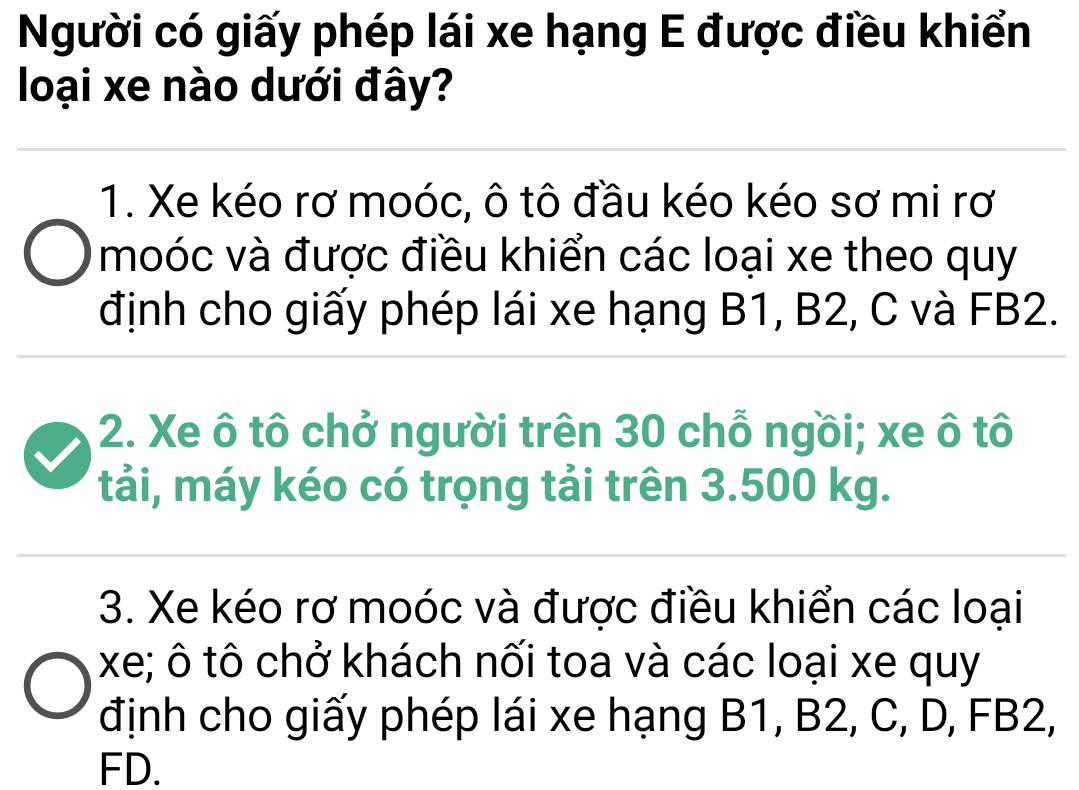 Người có giấy phép lái xe hạng E được điều khiển
loại xe nào dưới đây?
1. Xe kéo rơ moóc, ô tô đầu kéo kéo sơ mi rơ
moóc và được điều khiển các loại xe theo quy
định cho giấy phép lái xe hạng B1, B2, C và FB2.
2. Xe ô tô chở người trên 30 chỗ ngồi; xe ô tô
tải, máy kéo có trọng tải trên 3.500 kg.
3. Xe kéo rơ moóc và được điều khiển các loại
xe; ô tô chở khách nối toa và các loại xe quy
định cho giấy phép lái xe hạng B1, B2, C, D, FB2,
FD.